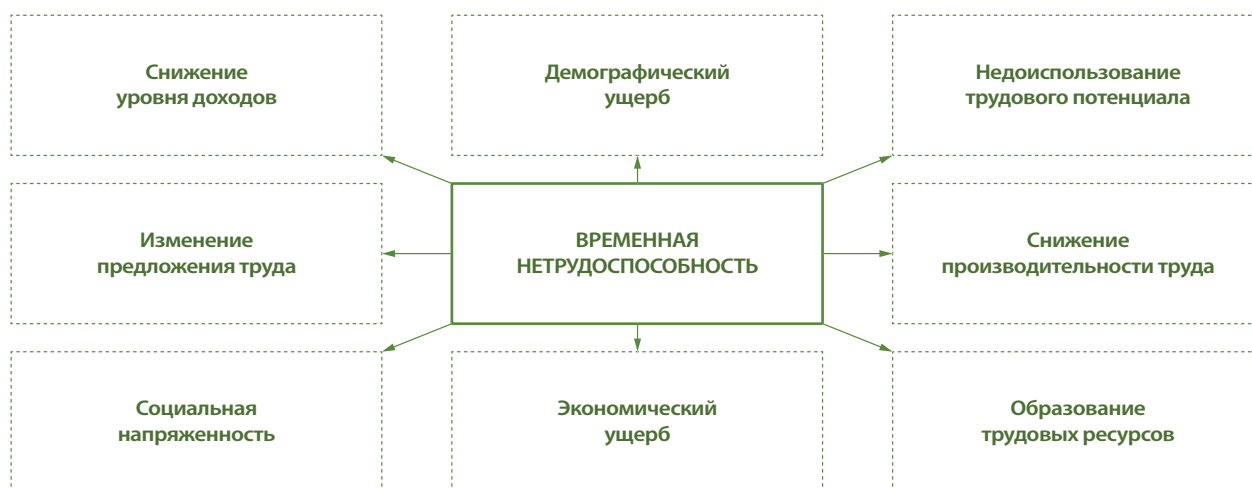 Снижение
уровня доходов
Демографический
ущерб
Недоиспользование
трудового потенциала
Изменение
предложения труда
ВРЕМЕННАЯ
НЕТРУДОСПОСОБНОСТЬ
Снижение
производительности труда
Социальная
напряженность
Экономический
ущерб
Образование
трудовых ресурсов